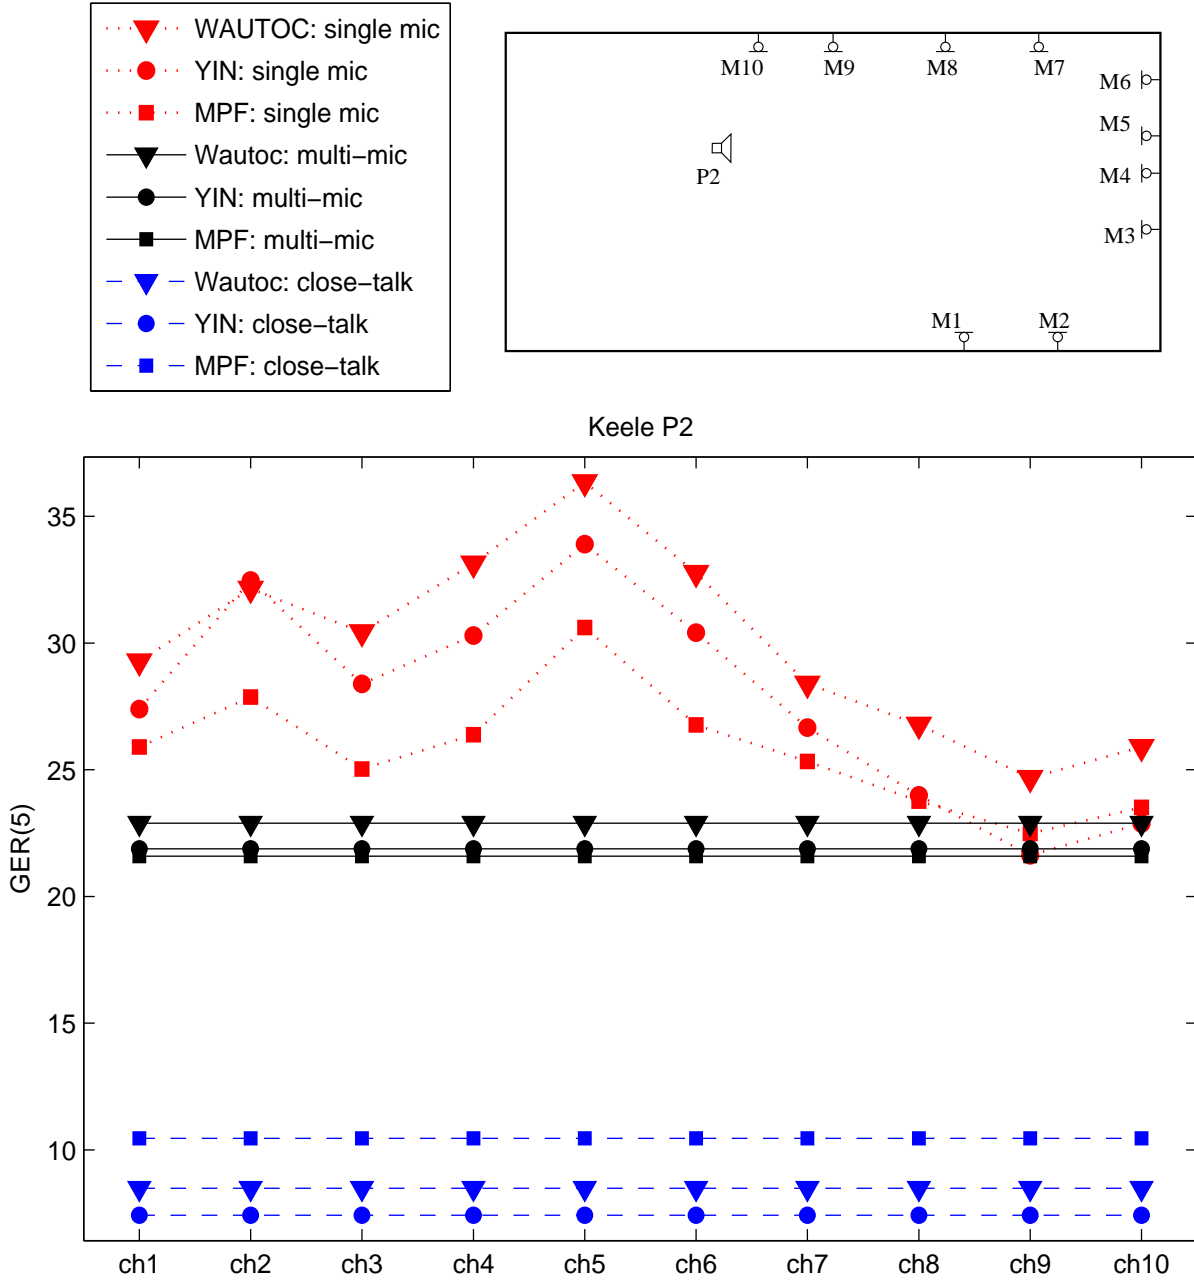 WAUTOC: single mic
YIN: single mic
MPF: single mic
Wautoc: multi−mic
YIN: multi−mic
MPF: multi−mic
Wautoc: close−talk
YIN: close−talk
MPF: close−talk
M10 M9 M8 M7
M6
M5
M4
M3
P2
M1 M2
Keele P2
GER(5)
35
30
25
20
15
10
ch1 ch2 ch3 ch4 ch5 ch6 ch7 ch8 ch9 ch10